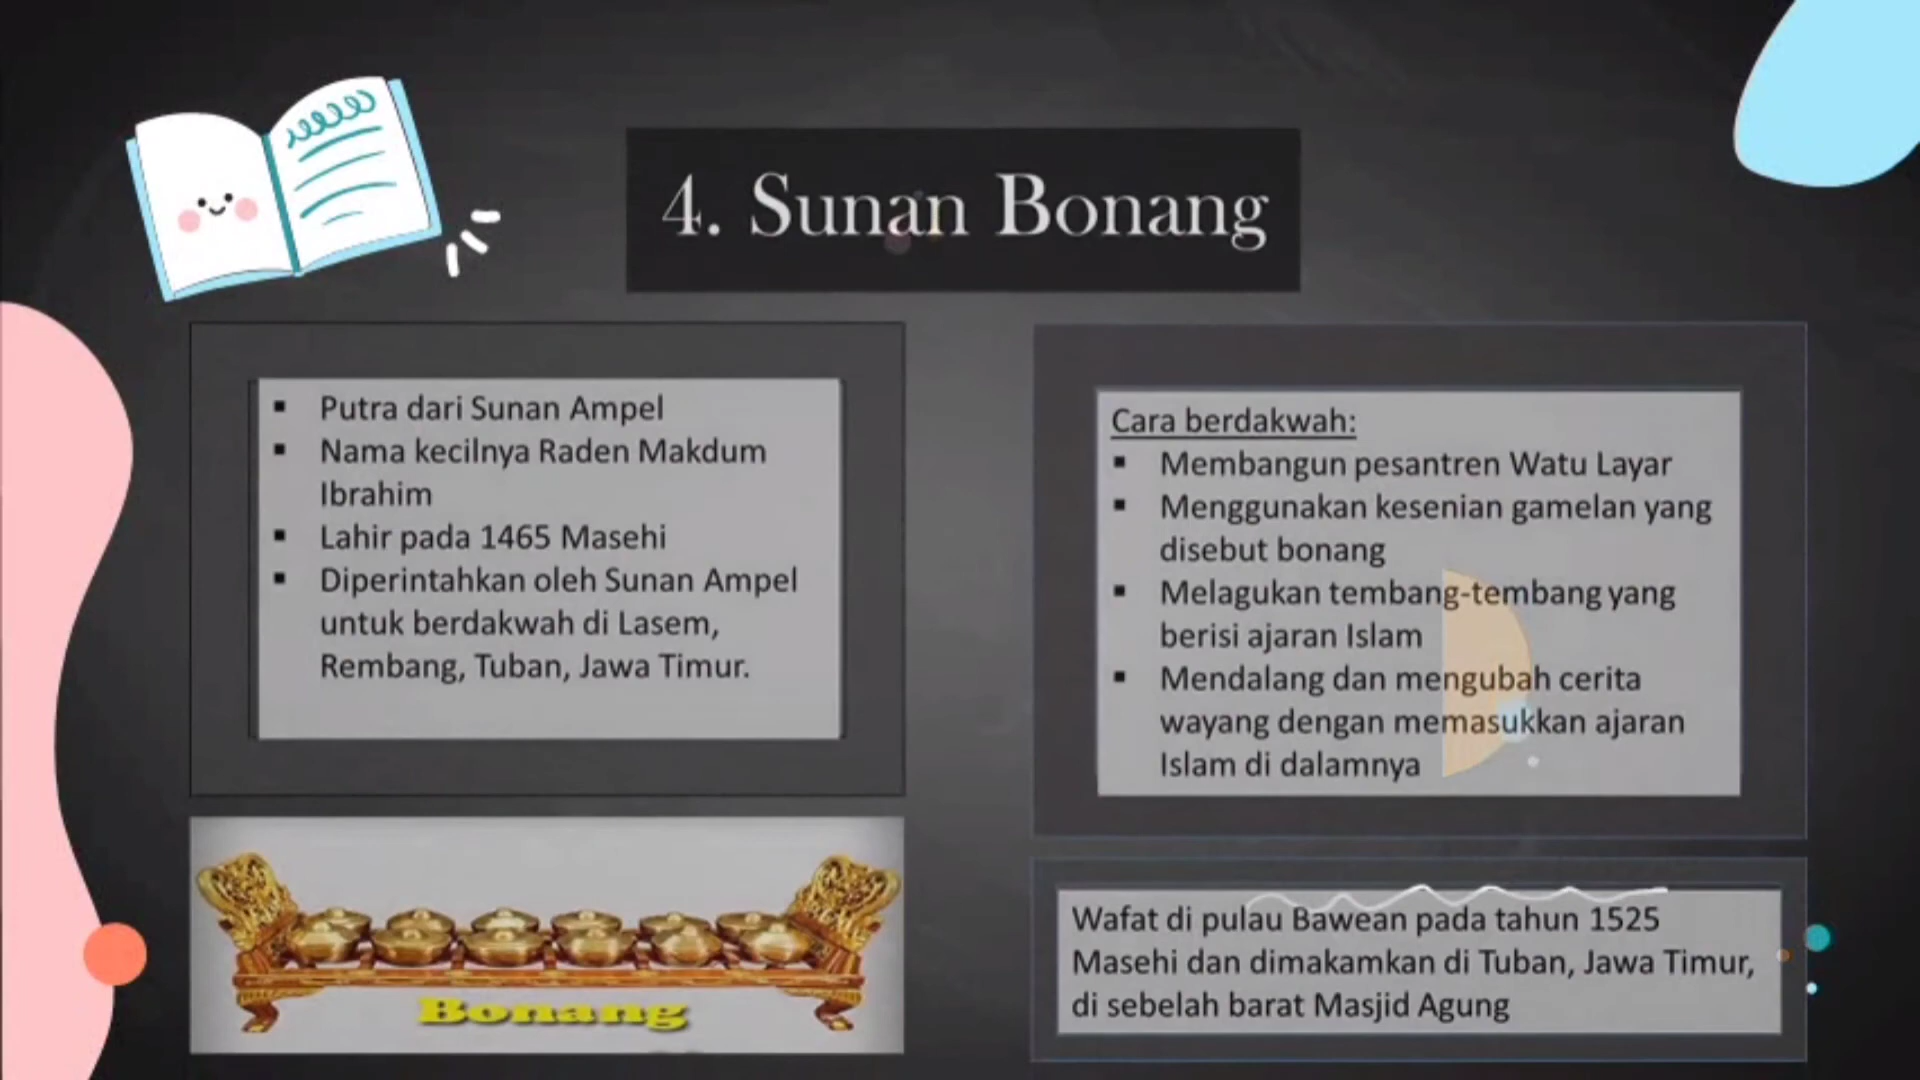 4. Sunan Bonang
Putra dari Sunan Ampel
Nama kecilnya Raden Makdum
Ibrahim
Lahir pada 1465 Masehi
Diperintahkan oleh Sunan Ampel
untuk berdakwah di Lasem,
Rembang, Tuban, Jawa Timur.
Bonang
Cara berdakwah:
Membangun pesantren Watu Layar
Menggunakan kesenian gamelan yang
disebut bonang
Melagukan tembang-tembang yang
berisi ajaran Islam
Mendalang dan mengubah cerita
wayang dengan memasukkan ajaran
Islam di dalamnya
Wafat di pulau Bawean pada tahun 1525
Masehi dan dimakamkan di Tuban, Jawa Timur,
di sebelah barat Masjid Agung